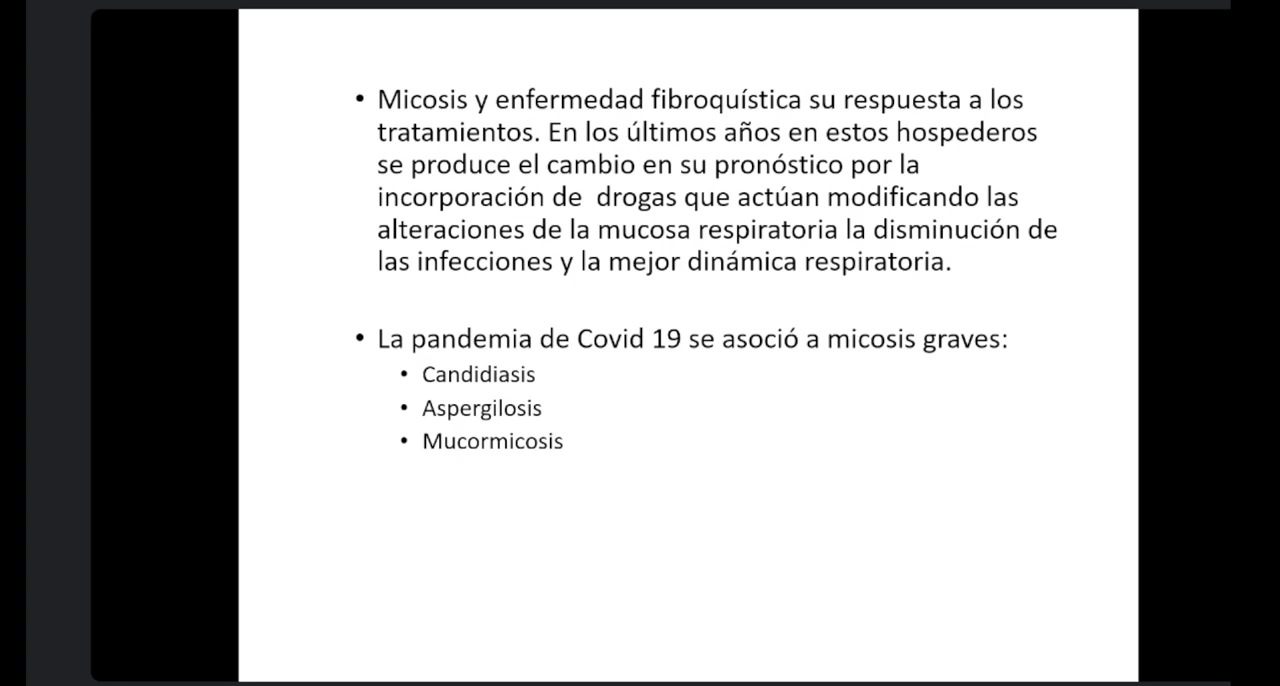 • Micosis y enfermedad fibroquística su respuesta a los
tratamientos. En los últimos años en estos hospederos
se produce el cambio en su pronóstico por la
incorporación de  drogas que actúan modificando las
alteraciones de la mucosa respiratoria la disminución de
las infecciones y la mejor dinámica respiratoria.
• La pandemia de Covid 19 se asoció a micosis graves:
• Candidiasis
• Aspergilosis
• Mucormicosis